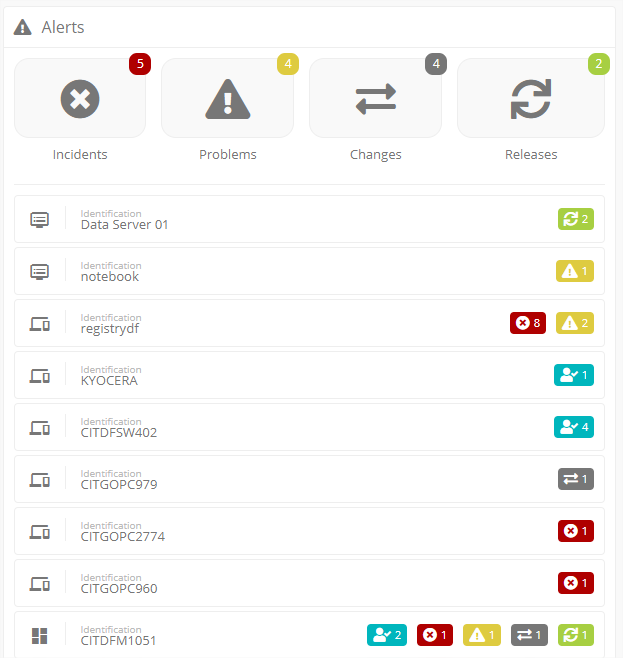 Alerts
5
4
4
2
Incidents
Problems
Changes
Releases
Identification
Data Server 01
2
Identification
notebook
1
Identification
registrydf
8
2
Identification
KYOCERA
1
Identification
CITDFSW402
4
Identification
CITGOPC979
1
Identification
CITGOPC2774
1
Identification
CITGOPC960
1
Identification
CITDFM1051
2
1
1
1
1